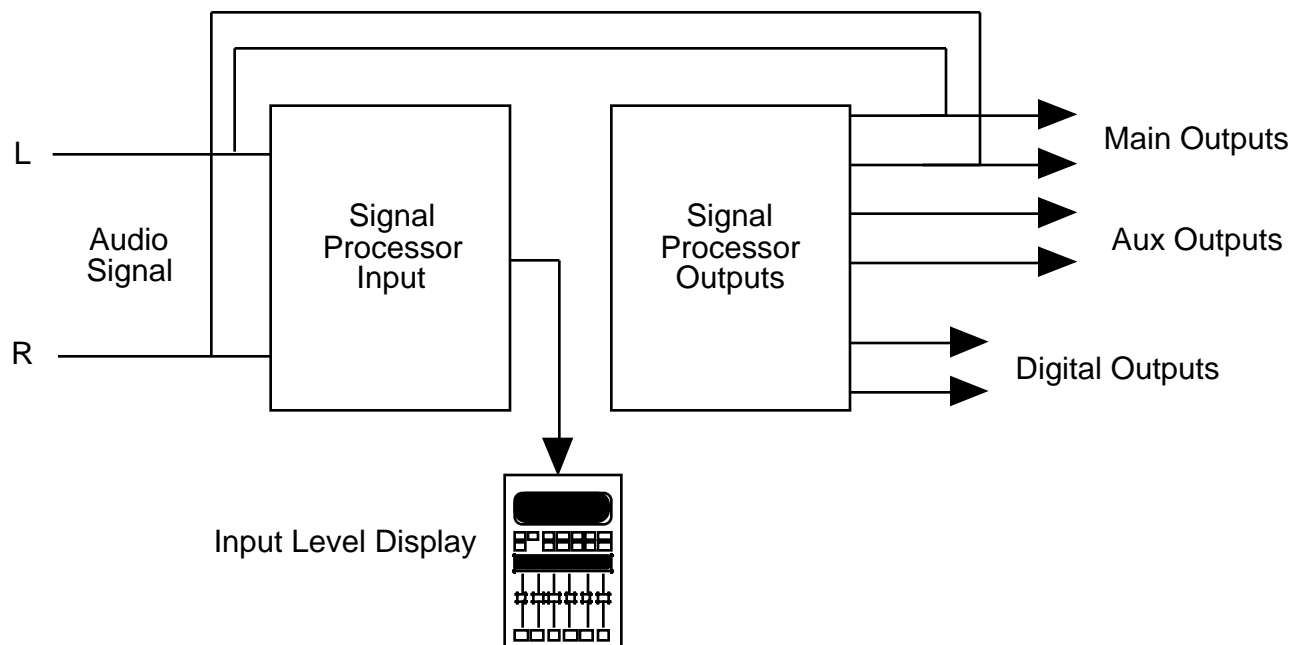 L
Audio
Signal
R
Signal
Processor
Input
Signal
Processor
Outputs
Main Outputs
Aux Outputs
Digital Outputs
Input Level Display